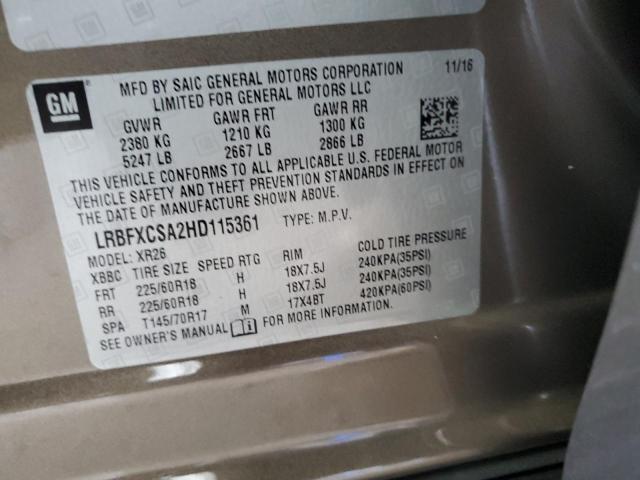 GM
MFD BY SAIC GENERAL MOTORS CORPORATION 11/16
LIMITED FOR GENERAL MOTORS LLC
GVWR GAWR FRT GAWR RR
2380 KG 1210 KG 1300 KG
5247 LB 2667 LB 2866 LB
THIS VEHICLE CONFORMS TO ALL APPLICABLE U.S. FEDERAL MOTOR
VEHICLE SAFETY AND THEFT PREVENTION STANDARDS IN EFFECT ON
THE DATE OF MANUFACTURE SHOWN ABOVE.
LRBFXCSA2HD115361 TYPE: M.P.V.
MODEL: XR26
XBBC TIRE SIZE SPEED RTG RIM COLD TIRE PRESSURE
FRT 225/60R18 H 18X7.5J 240KPA(35PSI)
RR 225/60R18 H 18X7.5J 240KPA(35PSI)
SPA T145/70R17 M 17X4BT 420KPA(60PSI)
SEE OWNER'S MANUAL FOR MORE INFORMATION.